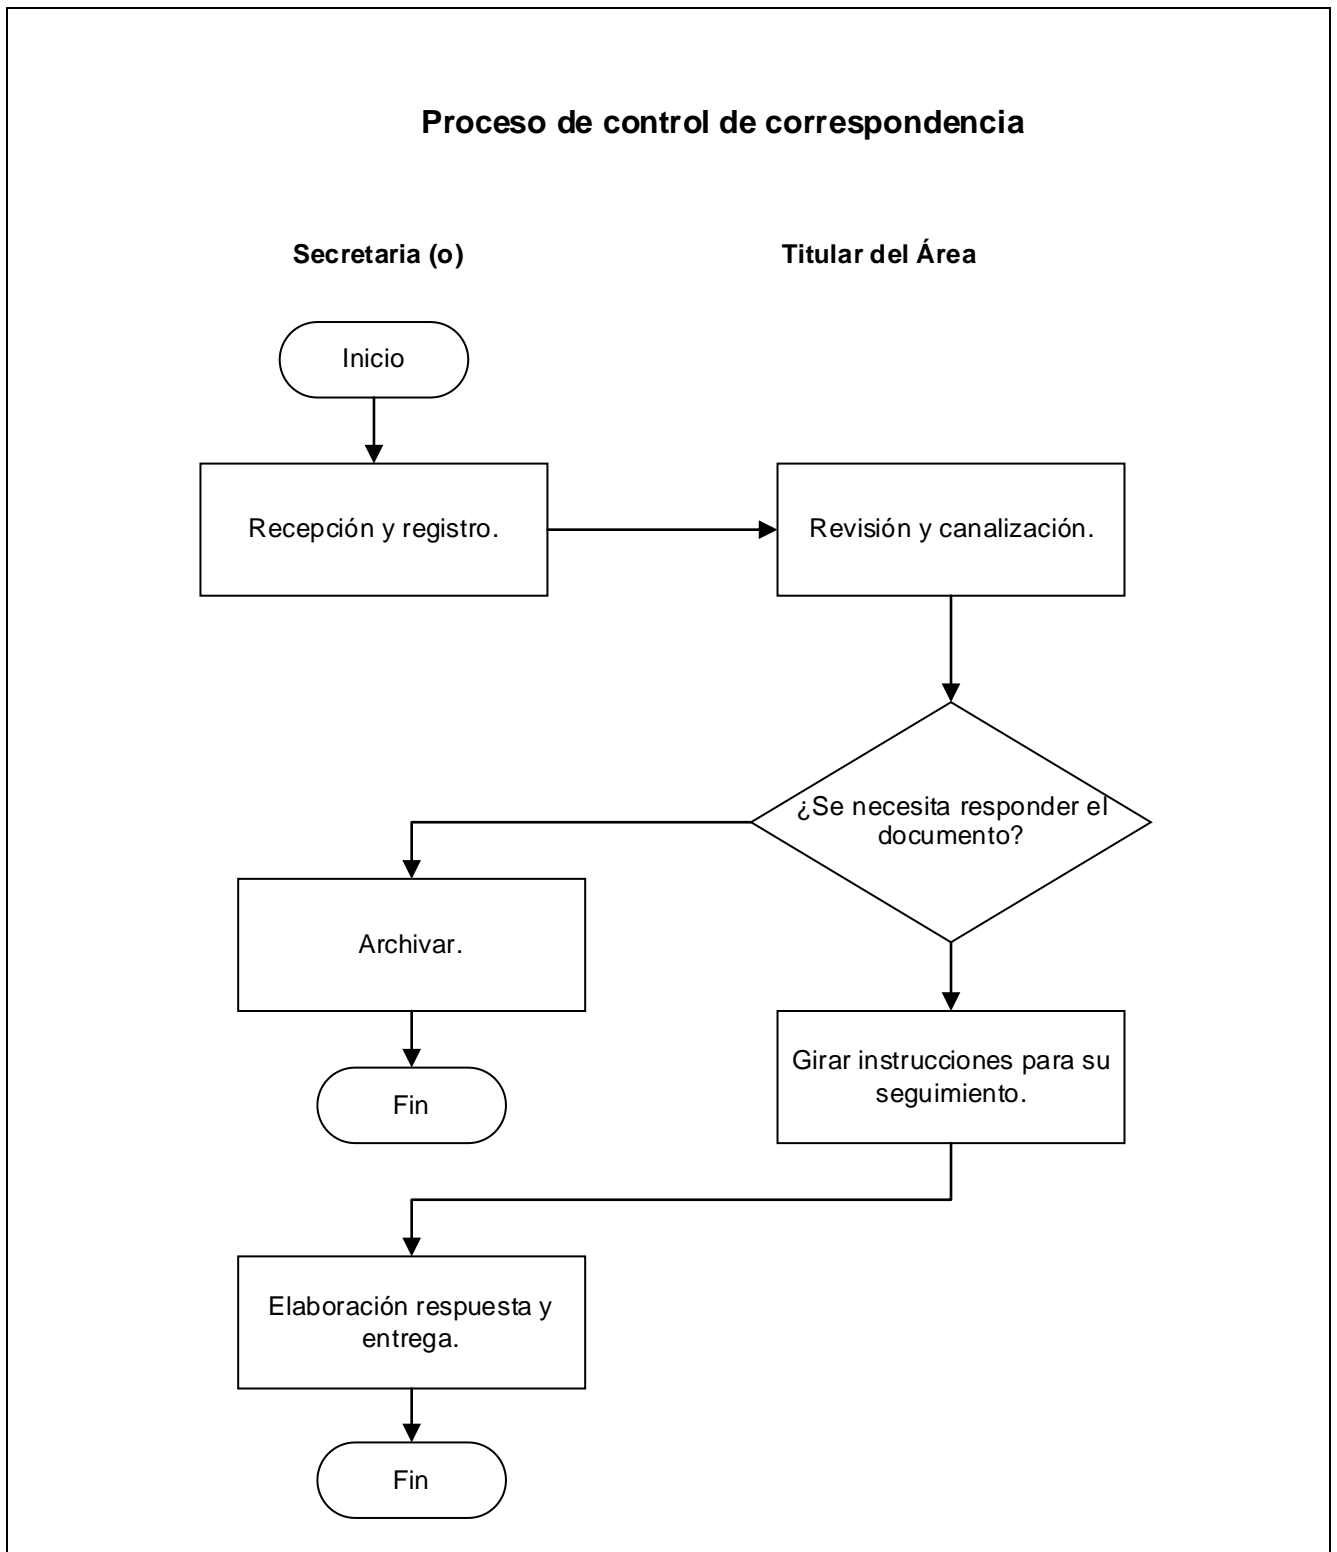 Proceso de control de correspondencia
Secretaria (o)
Titular del Área
Inicio
Recepción y registro.
Revisión y canalización.
¿Se necesita responder el
documento?
Archivar.
Girar instrucciones para su
seguimiento.
Fin
Elaboración respuesta y
entrega.
Fin